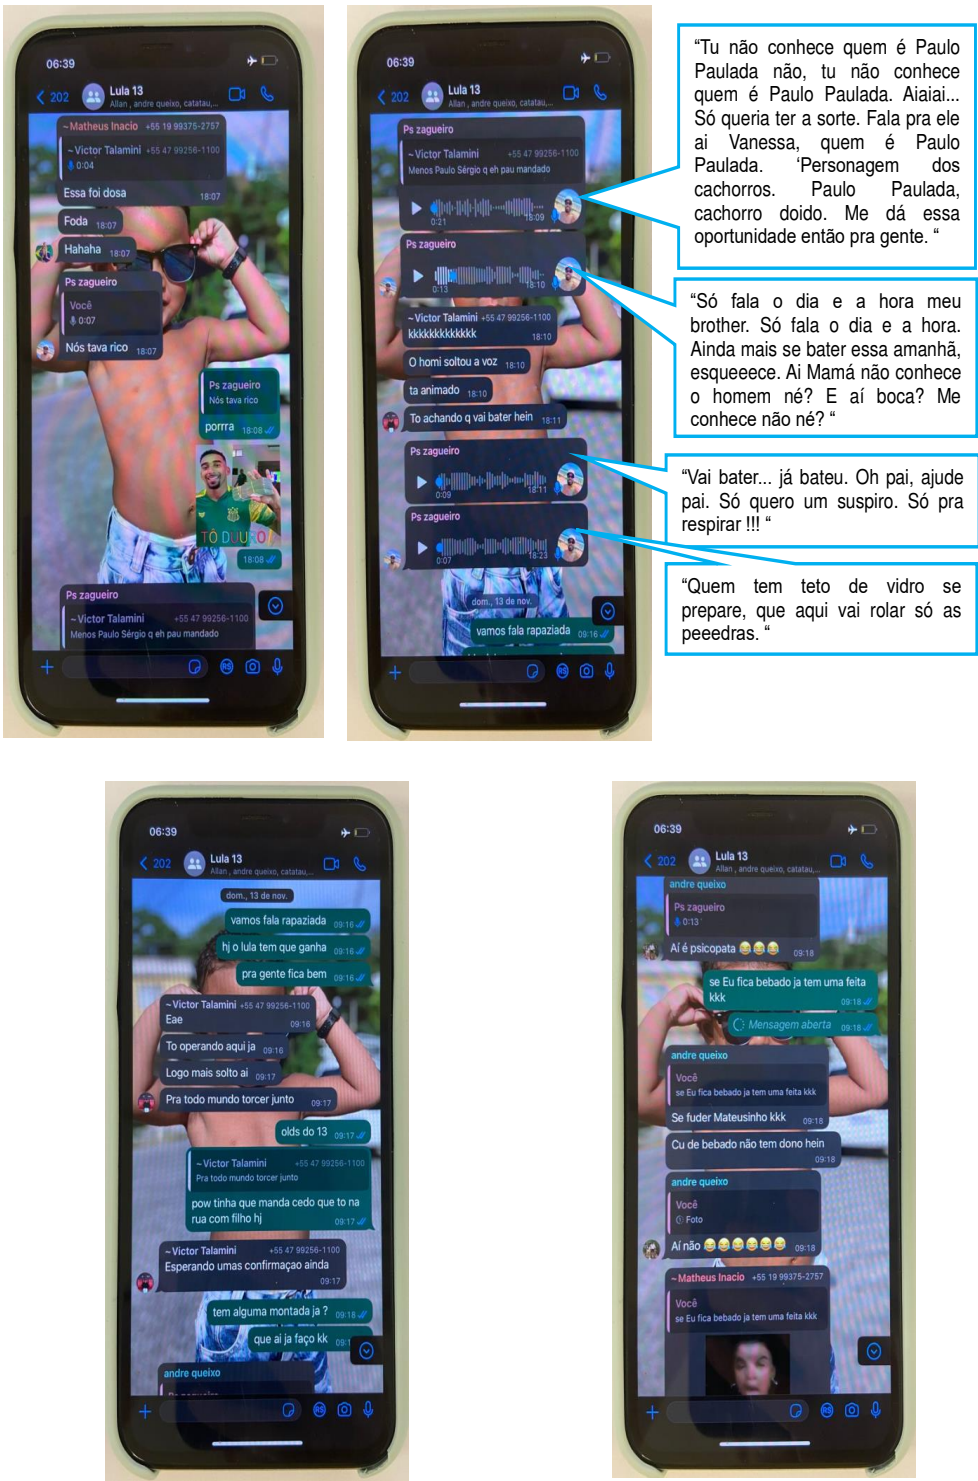 06:39
202
Lula 13
Allan , andre queixo, catatau,...
~Matheus Inacio +55 19 99375-2757
~Victor Talamini +55 47 99256-1100
0:04
Essa foi dosa 18:07
Foda 18:07
Hahaha 18:07
Ps zagueiro
Você
0:07
Nós tava rico 18:07
Ps zagueiro
Nós tava rico
porrra 18:08
TÔ DUURO
18:08
Ps zagueiro
~Victor Talamini +55 47 99256-1100
Menos Paulo Sérgio q eh pau mandado
06:39
202
Lula 13
Allan , andre queixo, catatau,...
Ps zagueiro
~Victor Talamini +55 47 99256-1100
Menos Paulo Sérgio q eh pau mandado
0:21 18:09
Ps zagueiro
0:13 18:10
~Victor Talamini +55 47 99256-1100
kkkkkkkkkkkkk 18:10
O homi soltou a voz 18:10
ta animado 18:10
To achando q vai bater hein 18:11
Ps zagueiro
0:09 18:11
Ps zagueiro
0:07 18:23
dom., 13 de nov.
vamos fala rapaziada 09:16
“Tu não conhece quem é Paulo
Paulada não, tu não conhece
quem é Paulo Paulada. Aiaiai...
Só queria ter a sorte. Fala pra ele
ai Vanessa, quem é Paulo
Paulada. ‘Personagem dos
cachorros. Paulo Paulada,
cachorro doido. Me dá essa
oportunidade então pra gente. “
“Só fala o dia e a hora meu
brother. Só fala o dia e a hora.
Ainda mais se bater essa amanhã,
esqueeece. Ai Mamá não conhece
o homem né? E aí boca? Me
conhece não né? “
“Vai bater... já bateu. Oh pai, ajude
pai. Só quero um suspiro. Só pra
respirar !!! “
“Quem tem teto de vidro se
prepare, que aqui vai rolar só as
peeedras. “
06:39
202
Lula 13
Allan , andre queixo, catatau,...
dom., 13 de nov.
vamos fala rapaziada 09:16
hj o lula tem que ganha 09:16
pra gente fica bem 09:16
~Victor Talamini +55 47 99256-1100
Eae 09:16
To operando aqui ja 09:16
Logo mais solto ai 09:17
Pra todo mundo torcer junto 09:17
olds do 13 09:17
~Victor Talamini +55 47 99256-1100
Pra todo mundo torcer junto
pow tinha que manda cedo que to na
rua com filho hj 09:17
~Victor Talamini +55 47 99256-1100
Esperando umas confirmaçao ainda
09:17
tem alguma montada ja ? 09:18
que ai ja faço kk
andre queixo
06:39
202
Lula 13
Allan , andre queixo, catatau,...
andre queixo
Ps zagueiro
0:13
Aí é psicopata 😂😂😂 09:18
se Eu fica bebado ja tem uma feita
kkk 09:18
Mensagem aberta 09:18
andre queixo
Você
se Eu fica bebado ja tem uma feita kkk
Se fuder Mateusinho kkk 09:18
Cu de bebado não tem dono hein
09:18
andre queixo
Você
Foto
Aí não 😂😂😂😂😂😂 09:18
~Matheus Inacio +55 19 99375-2757
Você
se Eu fica bebado ja tem uma feita kkk